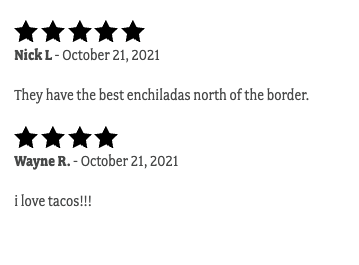 Nick L - October 21, 2021
They have the best enchiladas north of the border.
Wayne R. - October 21, 2021
i love tacos!!!